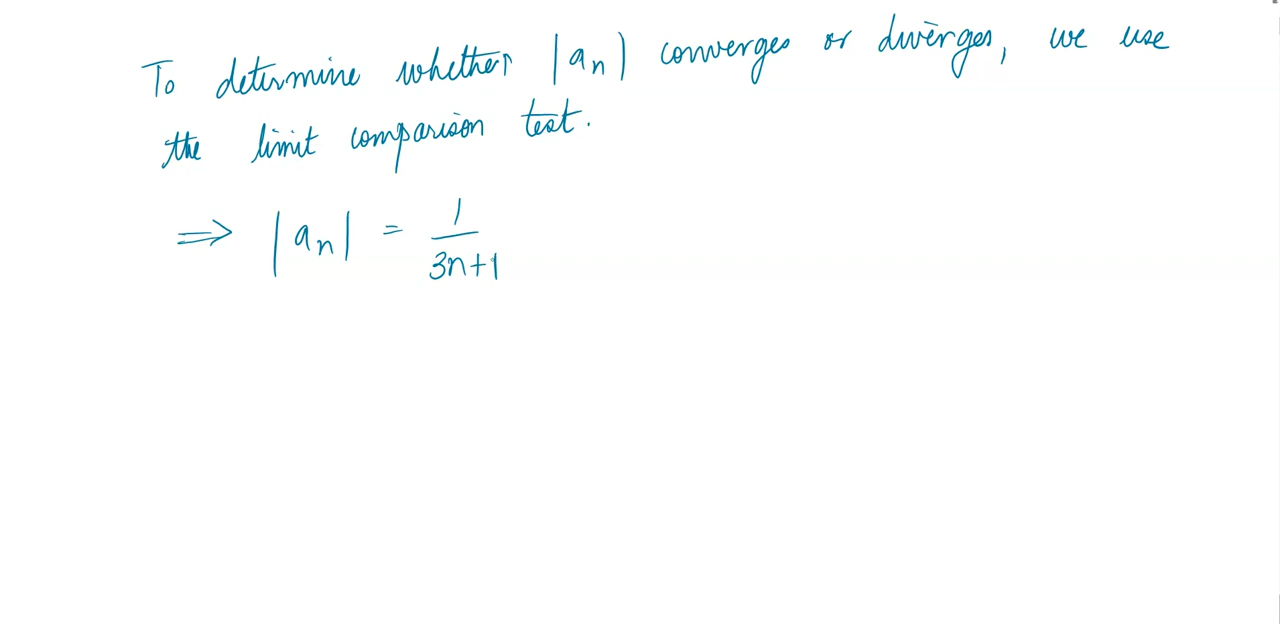 To determine whether |an| converges or diverges, we use
the limit comparison test.
⟹ |an| = 1/(3n+1)